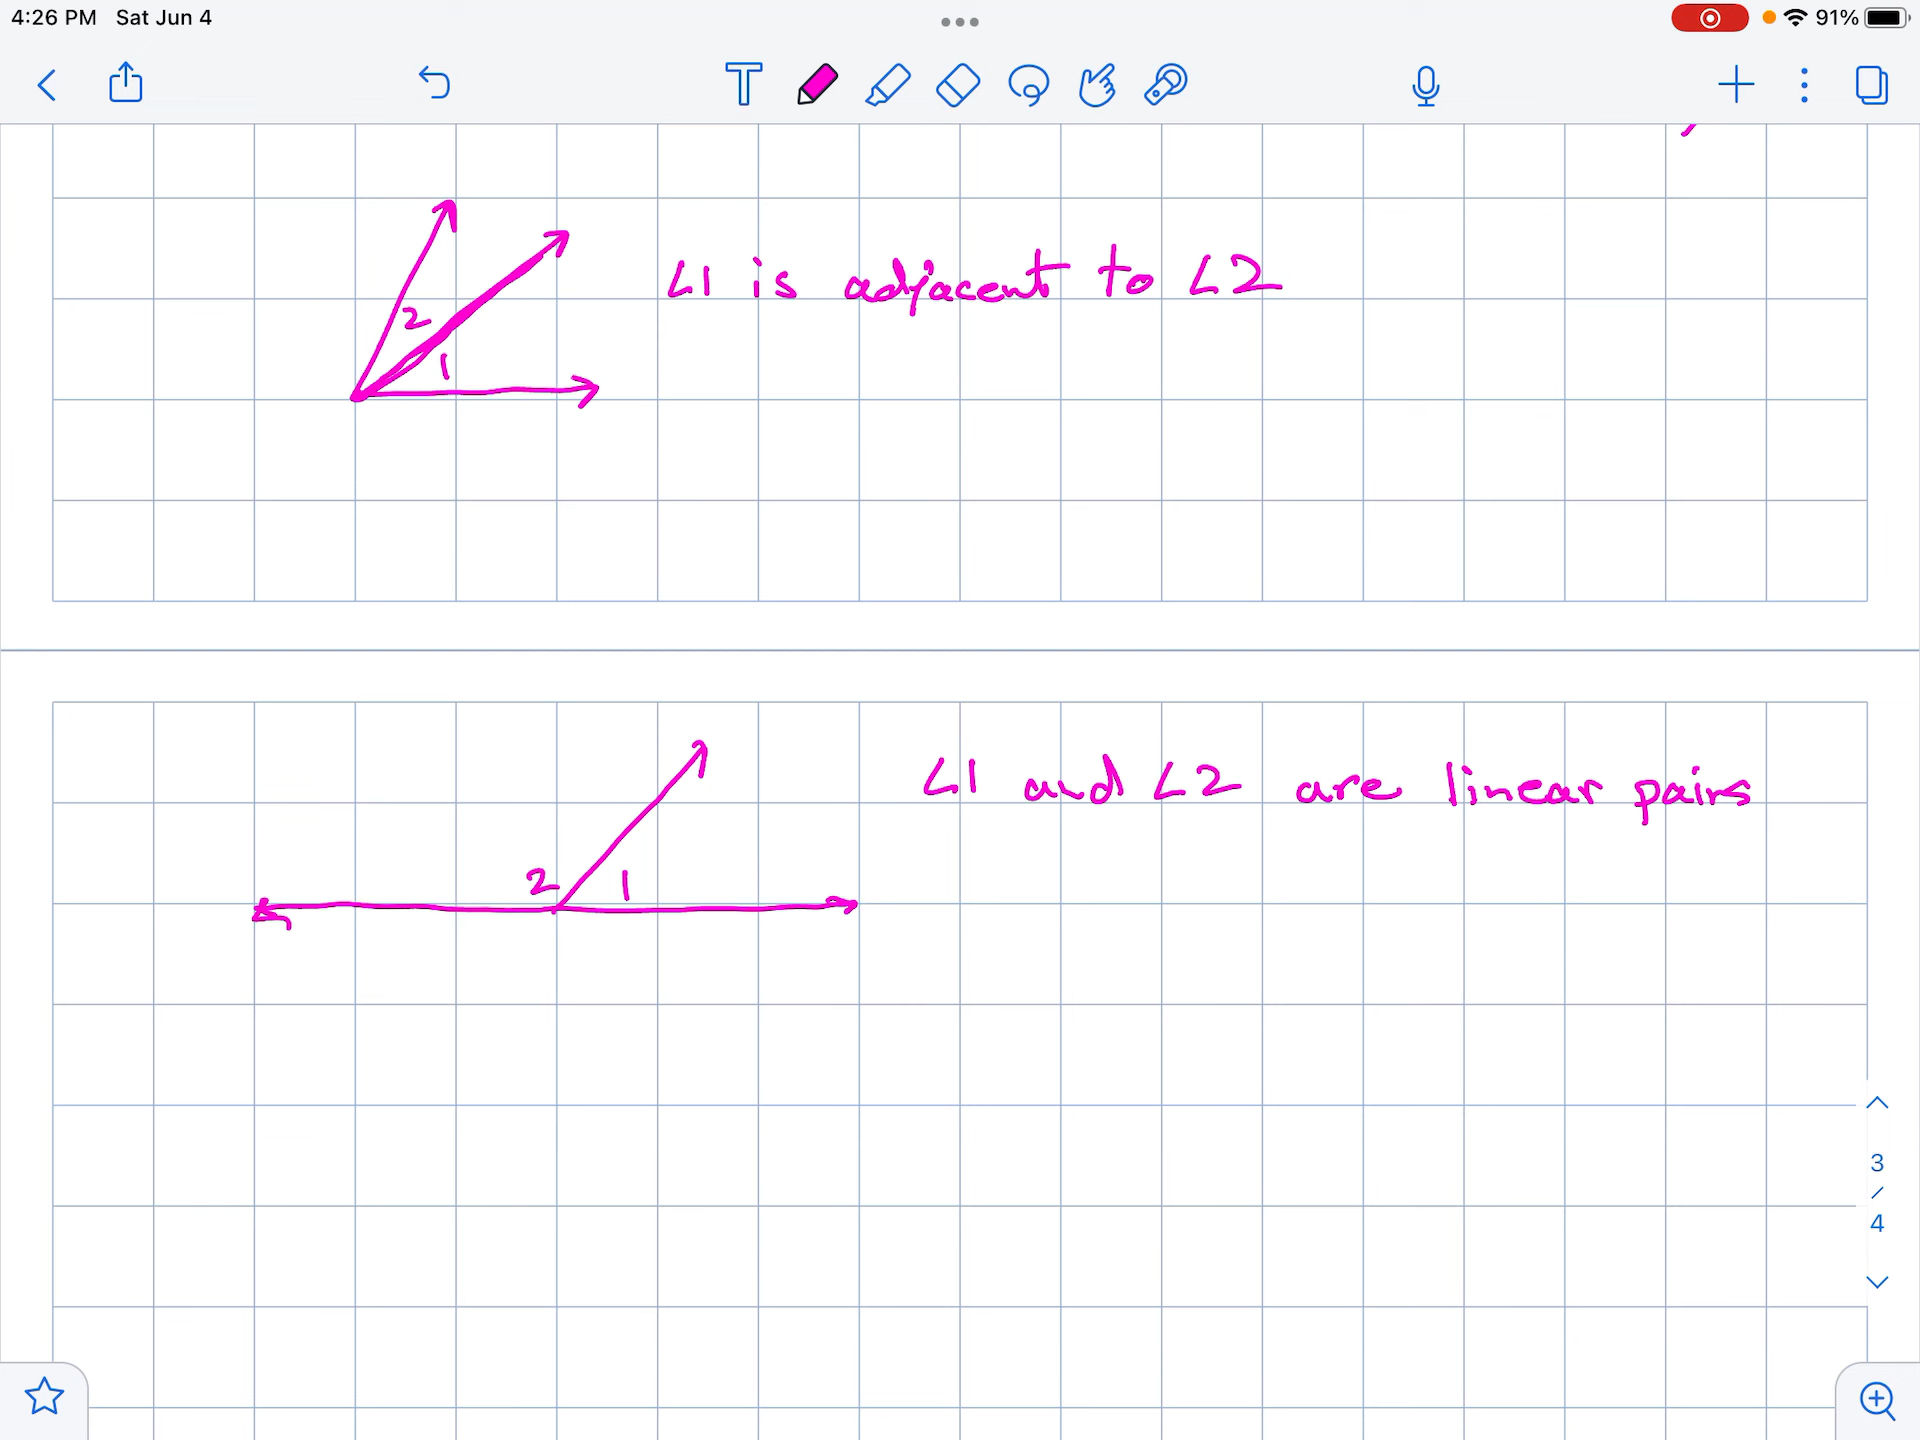 4:26 PM Sat Jun 4
91%
T
∠1 is adjacent to ∠2
2
1
∠1 and ∠2 are linear pairs
2
1
3
/
4